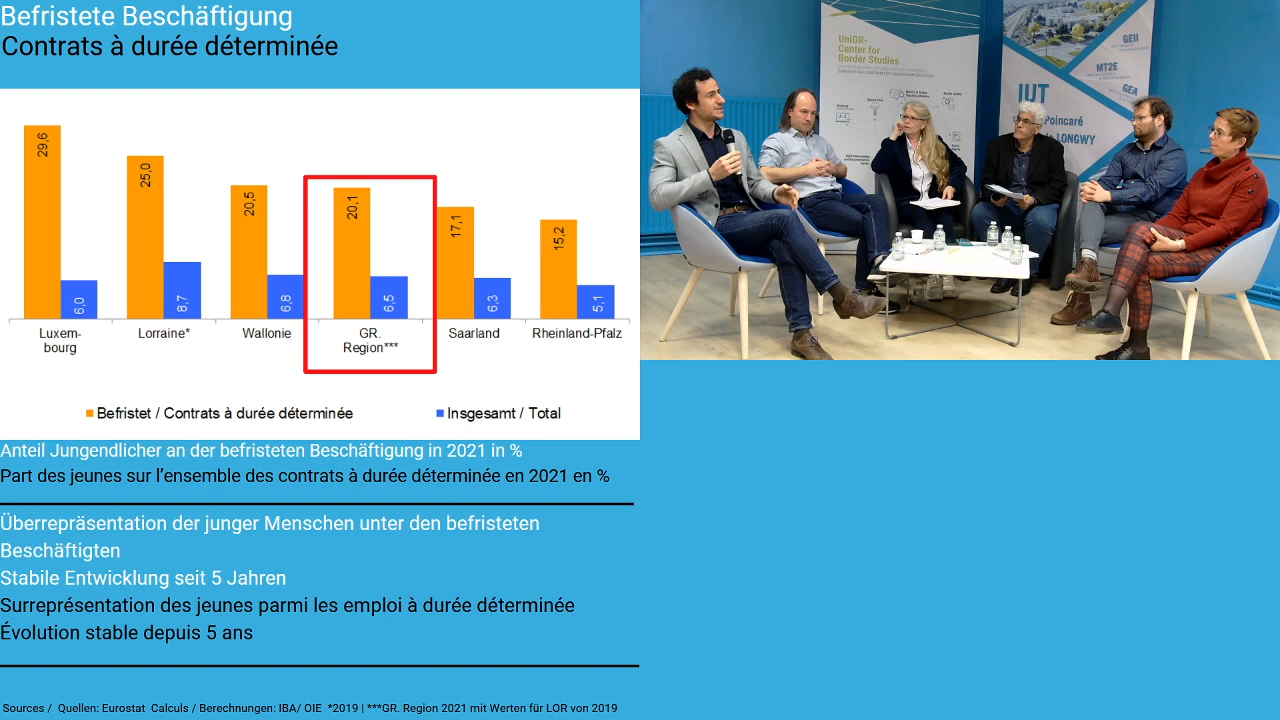 Befristete Beschäftigung
Contrats à durée déterminée
29,6
6,0
25,0
8,7
20,5
6,8
20,1
6,5
17,1
6,3
15,2
5,1
Luxem-
bourg
Lorraine*
Wallonie
GR.
Region***
Saarland
Rheinland-Pfalz
Befristet / Contrats à durée déterminée
Insgesamt / Total
Anteil Jungendlicher an der befristeten Beschäftigung in 2021 in %
Part des jeunes sur l’ensemble des contrats à durée déterminée en 2021 en %
Überrepräsentation der junger Menschen unter den befristeten
Beschäftigten
Stabile Entwicklung seit 5 Jahren
Surreprésentation des jeunes parmi les emploi à durée déterminée
Évolution stable depuis 5 ans
Sources / Quellen: Eurostat Calculs / Berechnungen: IBA/ OIE *2019 | ***GR. Region 2021 mit Werten für LOR von 2019
UniGR-
Center for
Border Studies
GEII
MT2E
GEA
IUT
Poincaré
LONGWY